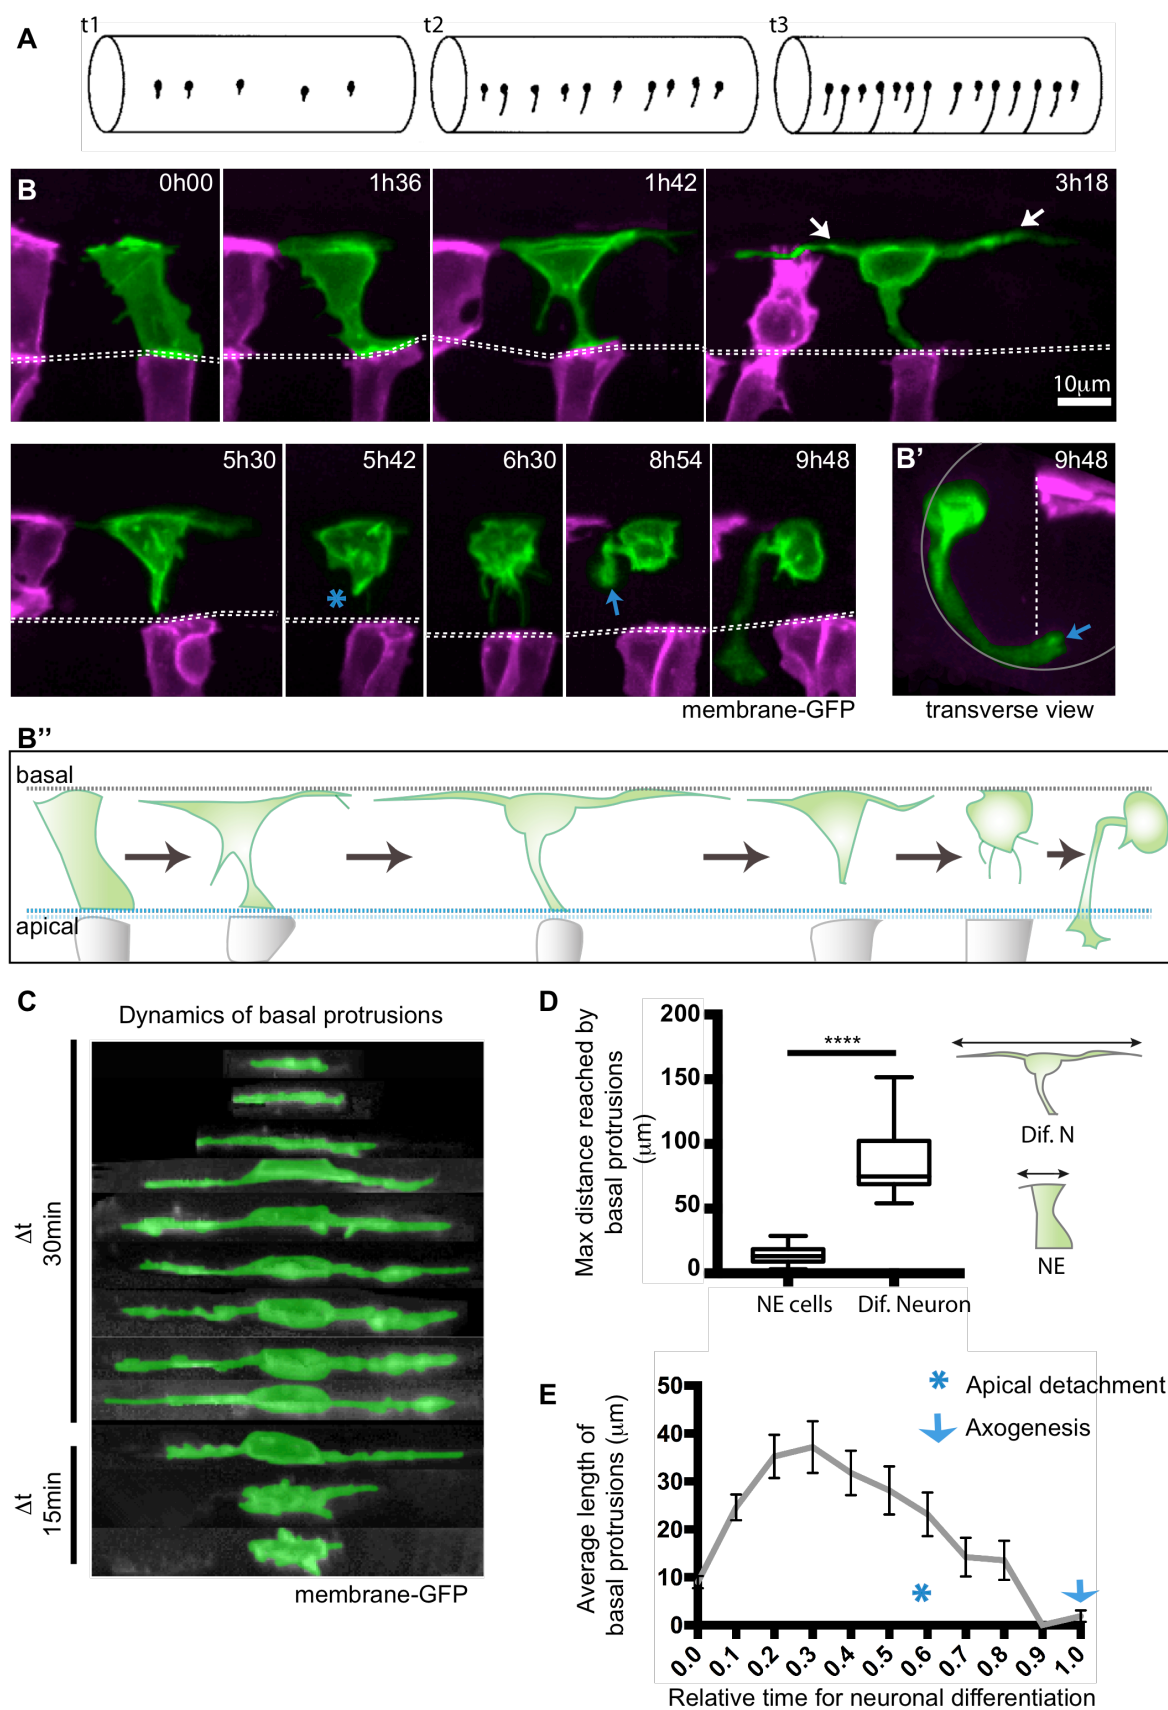 A
t1
t2
t3
B
0h00
1h36
1h42
3h18
10μm
5h30
5h42
*
6h30
8h54
9h48
B’
9h48
membrane-GFP
transverse view
B’’
basal
apical
C
Dynamics of basal protrusions
Δt
30min
Δt
15min
membrane-GFP
D
Max distance reached by
basal protrusions
(μm)
200
150
100
50
0
****
NE cells
Dif. Neuron
Dif. N
NE
E
Average length of
basal protrusions (μm)
50
40
30
20
10
0
* Apical detachment
Axogenesis
*
0.0
0.1
0.2
0.3
0.4
0.5
0.6
0.7
0.8
0.9
1.0
Relative time for neuronal differentiation